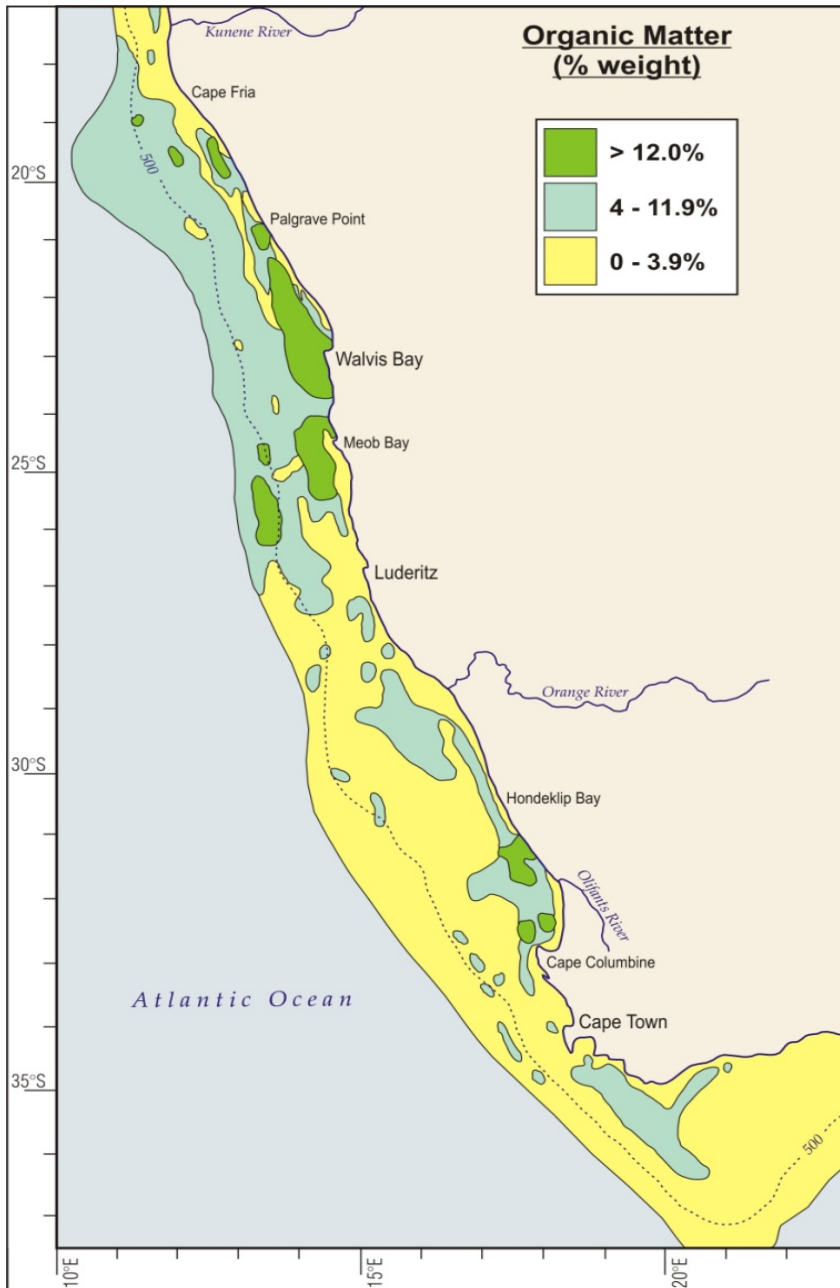 Organic Matter
(% weight)
> 12.0%
4 - 11.9%
0 - 3.9%
Kunene River
Cape Fria
500
20°S
Palgrave Point
Walvis Bay
Meob Bay
25°S
Luderitz
Orange River
30°S
Hondeklip Bay
Olifants River
Cape Columbine
Atlantic Ocean
Cape Town
35°S
500
10°E
15°E
20°E